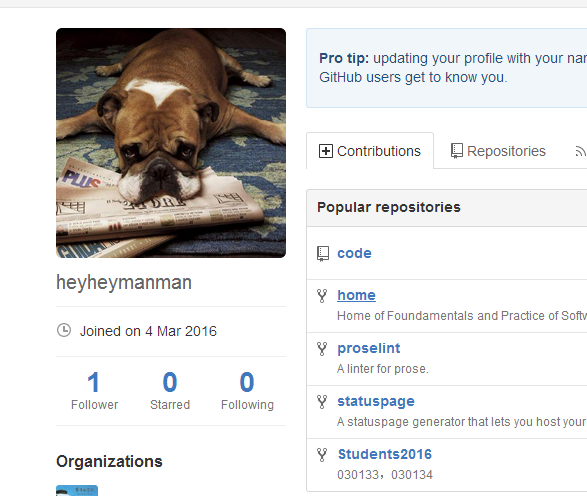 Pro tip: updating your profile with your nar
GitHub users get to know you.
Contributions
Repositories
PLUS
heyheymanman
Joined on 4 Mar 2016
1
Follower
0
Starred
0
Following
Organizations
Popular repositories
code
home
Home of Foundamentals and Practice of Softw
proselint
A linter for prose.
statuspage
A statuspage generator that lets you host your
Students2016
030133，030134